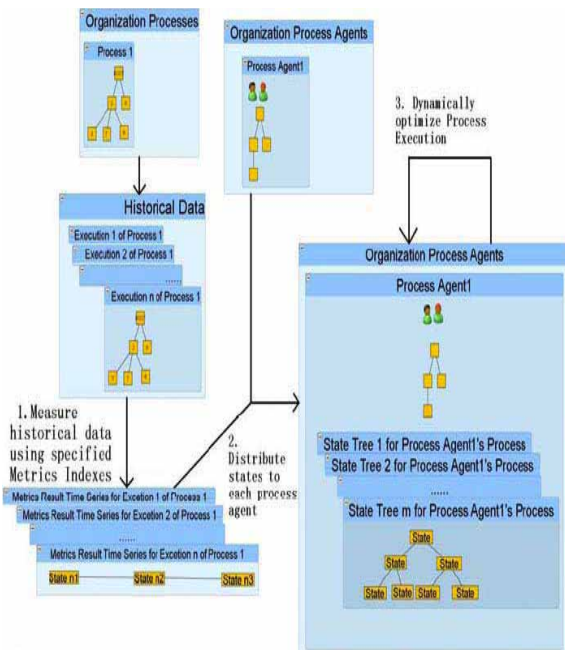 Organization Processes
Process 1
Organization Process Agents
Process Agent1
3. Dynamically
optimize Process
Execution
Historical Data
Execution 1 of Process 1
Execution 2 of Process 1
......
Execution n of Process 1
1.Measure
historical data
using specified
Metrics Indexes
2.
Distribute
states to
each process
agent
Metrics Result Time Series for Excetion 1 of Process 1
Metrics Result Time Series for Excetion 2 of Process 1
......
Metrics Result Time Series for Excetion n of Process 1
State n1
State n2
State n3
Organization Process Agents
Process Agent1
State Tree 1 for Process Agent1's Process
State Tree 2 for Process Agent1's Process
......
State Tree m for Process Agent1's Process
State
State
State
State
State
State
State